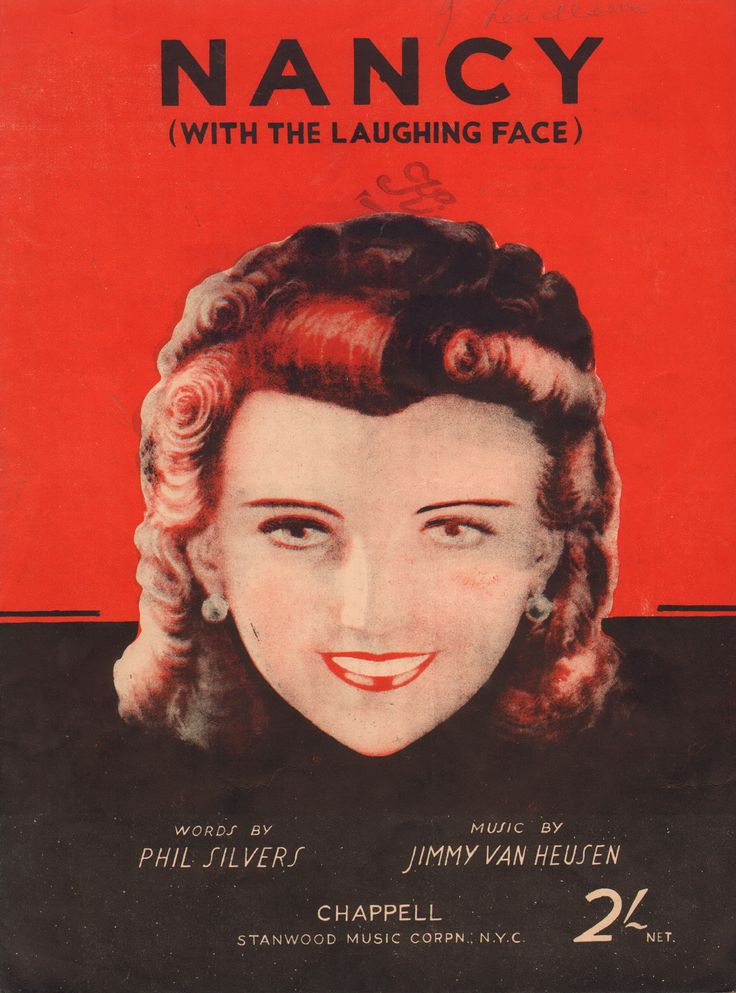 NANCY
(WITH THE LAUGHING FACE)
WORDS BY
PHIL SILVERS
MUSIC BY
JIMMY VAN HEUSEN
CHAPPELL
STANWOOD MUSIC CORPN., N.Y.C.
2/- NET.